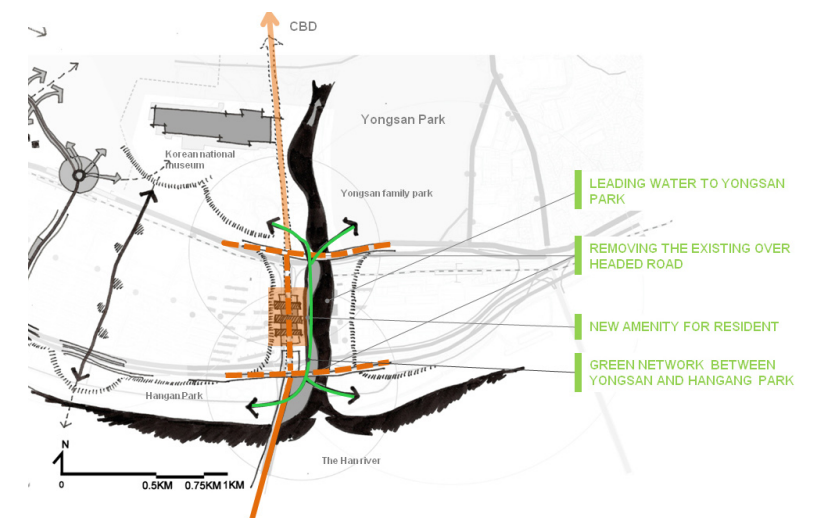 CBD
Yongsan Park
Korean national
museum
Yongsan family park
LEADING WATER TO YONGSAN
PARK
REMOVING THE EXISTING OVER
HEADED ROAD
NEW AMENITY FOR RESIDENT
GREEN NETWORK BETWEEN
YONGSAN AND HANGANG PARK
Hangan Park
The Han river
N
0 0.5KM 0.75KM 1KM